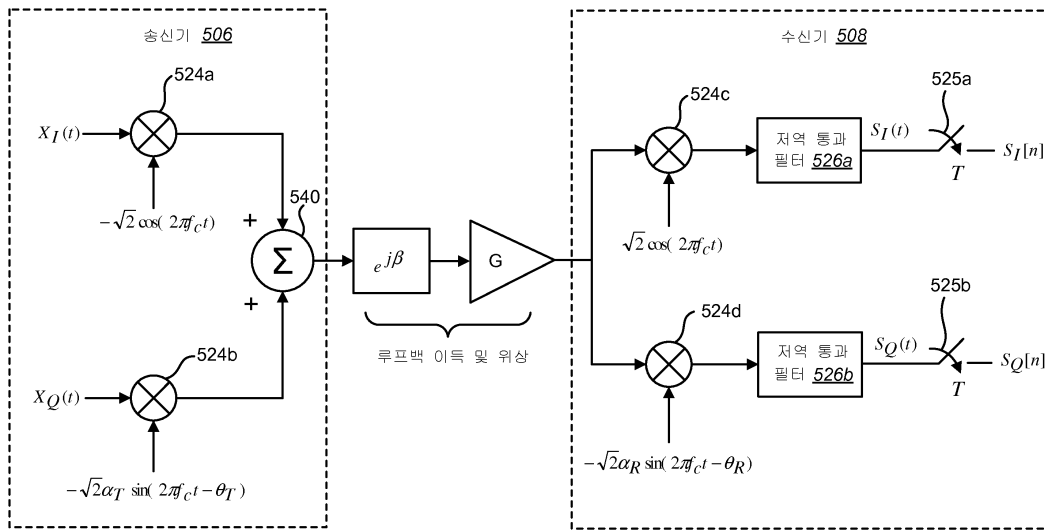 송신기 506
524a
X_I(t)
−√2 cos( 2πf_c t)
540
+
Σ
+
524b
X_Q(t)
−√2α_T sin( 2πf_c t−θ_T)
e^jβ
G
루프백 이득 및 위상
수신기 508
524c
√2 cos( 2πf_c t)
저역 통과
필터 526a
S_I(t)
525a
T
S_I[n]
524d
−√2α_R sin( 2πf_c t−θ_R)
저역 통과
필터 526b
S_Q(t)
525b
T
S_Q[n]